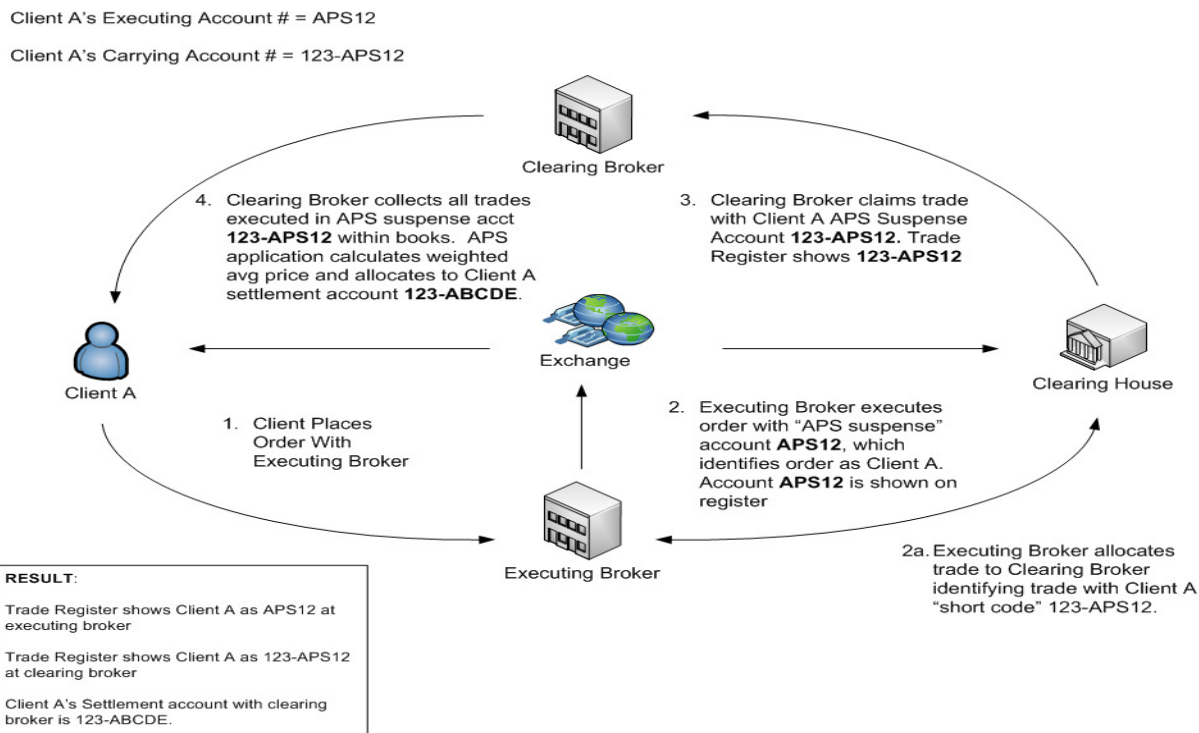 Client A's Executing Account # = APS12
Client A's Carrying Account # = 123-APS12
Clearing Broker
4. Clearing Broker collects all trades
executed in APS suspense acct
123-APS12 within books. APS
application calculates weighted
avg price and allocates to Client A
settlement account 123-ABCDE.
3. Clearing Broker claims trade
with Client A APS Suspense
Account 123-APS12. Trade
Register shows 123-APS12
Exchange
Client A
Clearing House
1. Client Places
Order With
Executing Broker
2. Executing Broker executes
order with “APS suspense”
account APS12, which
identifies order as Client A.
Account APS12 is shown on
register
Executing Broker
2a. Executing Broker allocates
trade to Clearing Broker
identifying trade with Client A
“short code” 123-APS12.
RESULT:
Trade Register shows Client A as APS12 at
executing broker
Trade Register shows Client A as 123-APS12
at clearing broker
Client A's Settlement account with clearing
broker is 123-ABCDE.